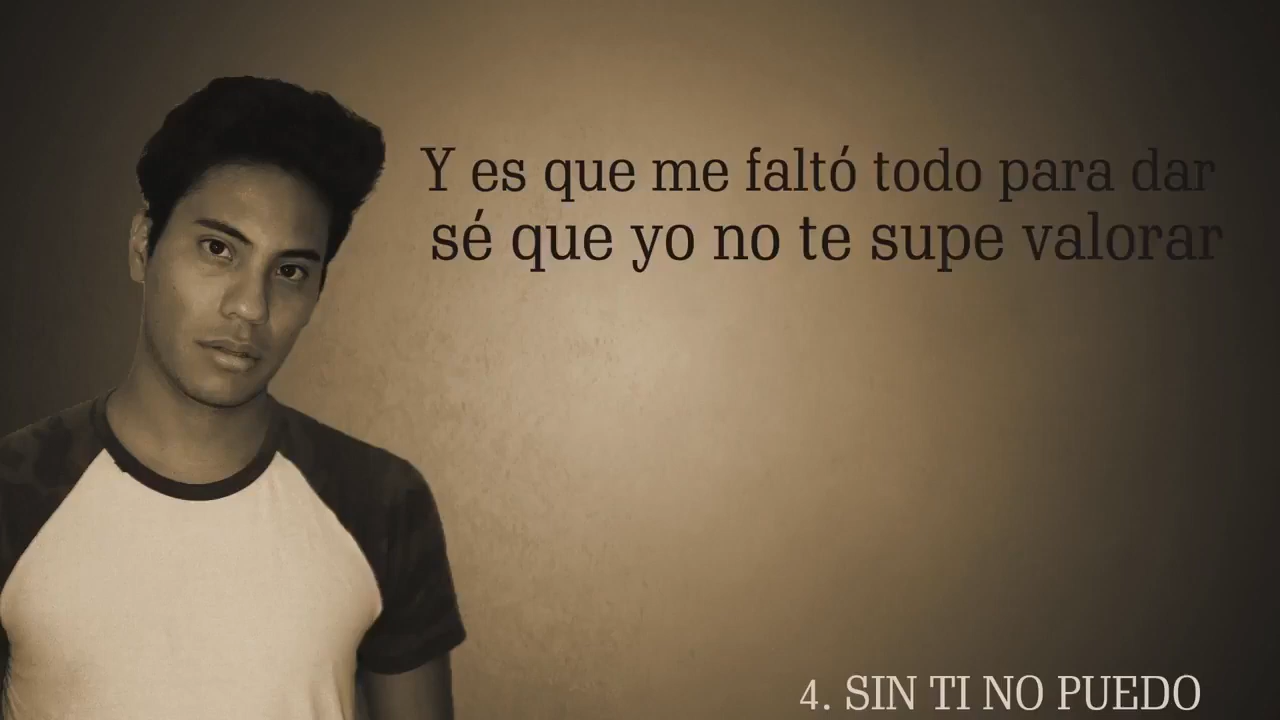 Y es que me faltó todo para dar
sé que yo no te supe valorar
4. SIN TI NO PUEDO